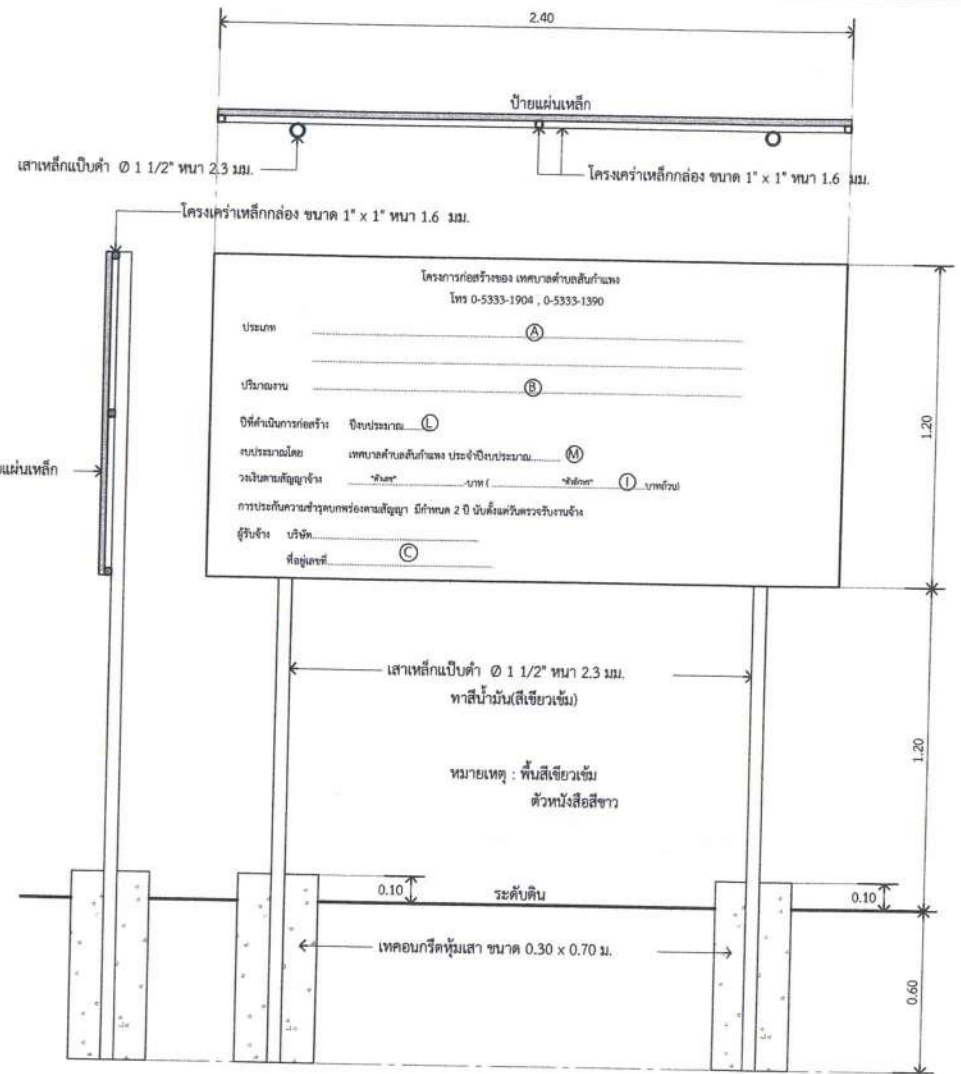 2.40
ป้ายแผ่นเหล็ก
เสาเหล็กแป๊บดำ Ø 1 1/2" หนา 2.3 มม.
โครงเคร่าเหล็กกล่อง ขนาด 1" x 1" หนา 1.6 มม.
โครงเคร่าเหล็กกล่อง ขนาด 1" x 1" หนา 1.6 มม.
โครงการก่อสร้างของ เทศบาลตำบลสันกำแพง
โทร 0-5333-1904 , 0-5333-1390
ประเภท A
ปริมาณงาน B
ปีที่ดำเนินการก่อสร้าง ปีงบประมาณ L
งบประมาณโดย เทศบาลตำบลสันกำแพง ประจำปีงบประมาณ M
วงเงินตามสัญญาจ้าง "ตัวเลข" บาท ( "ตัวอักษร" I บาทถ้วน)
การประกันความชำรุดบกพร่องตามสัญญา มีกำหนด 2 ปี นับตั้งแต่วันตรวจรับงานจ้าง
ผู้รับจ้าง บริษัท
ที่อยู่เลขที่ C
1.20
แผ่นเหล็ก
เสาเหล็กแป๊บดำ Ø 1 1/2" หนา 2.3 มม.
ทาสีน้ำมัน(สีเขียวเข้ม)
1.20
หมายเหตุ : พื้นสีเขียวเข้ม
ตัวหนังสือสีขาว
0.10
ระดับดิน
0.10
เทคอนกรีตหุ้มเสา ขนาด 0.30 x 0.70 ม.
0.60